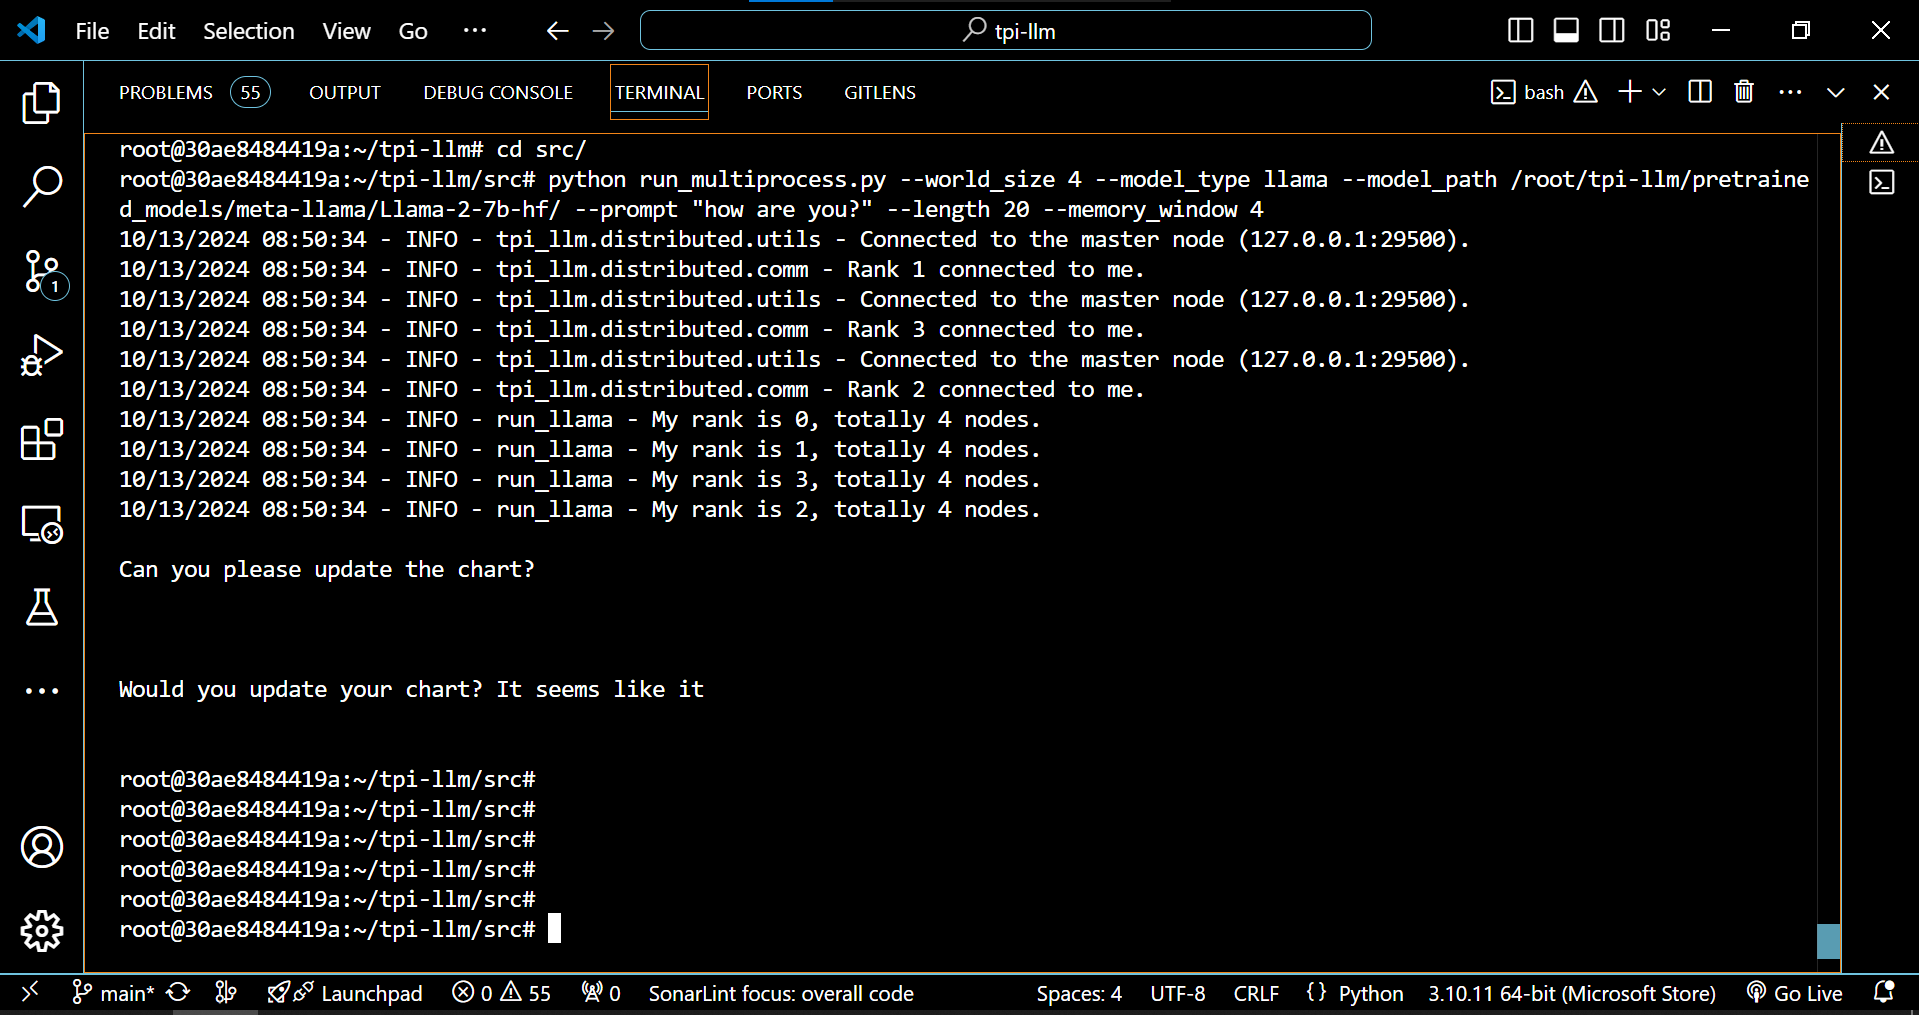 File Edit Selection View Go ··· tpi-llm
PROBLEMS 55 OUTPUT DEBUG CONSOLE TERMINAL PORTS GITLENS bash
root@30ae8484419a:~/tpi-llm# cd src/
root@30ae8484419a:~/tpi-llm/src# python run_multiprocess.py --world_size 4 --model_type llama --model_path /root/tpi-llm/pretraine
d_models/meta-llama/Llama-2-7b-hf/ --prompt "how are you?" --length 20 --memory_window 4
10/13/2024 08:50:34 - INFO - tpi_llm.distributed.utils - Connected to the master node (127.0.0.1:29500).
10/13/2024 08:50:34 - INFO - tpi_llm.distributed.comm - Rank 1 connected to me.
10/13/2024 08:50:34 - INFO - tpi_llm.distributed.utils - Connected to the master node (127.0.0.1:29500).
10/13/2024 08:50:34 - INFO - tpi_llm.distributed.comm - Rank 3 connected to me.
10/13/2024 08:50:34 - INFO - tpi_llm.distributed.utils - Connected to the master node (127.0.0.1:29500).
10/13/2024 08:50:34 - INFO - tpi_llm.distributed.comm - Rank 2 connected to me.
10/13/2024 08:50:34 - INFO - run_llama - My rank is 0, totally 4 nodes.
10/13/2024 08:50:34 - INFO - run_llama - My rank is 1, totally 4 nodes.
10/13/2024 08:50:34 - INFO - run_llama - My rank is 3, totally 4 nodes.
10/13/2024 08:50:34 - INFO - run_llama - My rank is 2, totally 4 nodes.
1
Can you please update the chart?
Would you update your chart? It seems like it
root@30ae8484419a:~/tpi-llm/src#
root@30ae8484419a:~/tpi-llm/src#
root@30ae8484419a:~/tpi-llm/src#
root@30ae8484419a:~/tpi-llm/src#
root@30ae8484419a:~/tpi-llm/src#
root@30ae8484419a:~/tpi-llm/src#
main* Launchpad 0 55 0 SonarLint focus: overall code Spaces: 4 UTF-8 CRLF {} Python 3.10.11 64-bit (Microsoft Store) Go Live